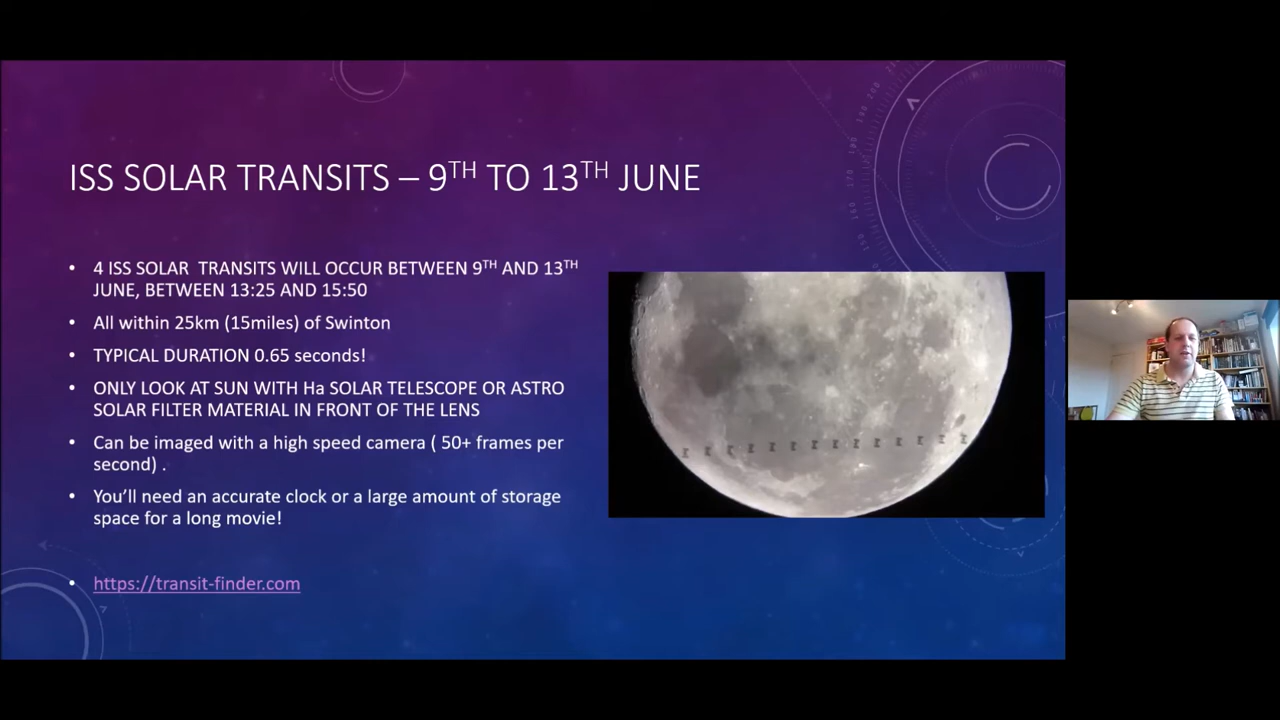 ISS SOLAR TRANSITS – 9TH TO 13TH JUNE
• 4 ISS SOLAR TRANSITS WILL OCCUR BETWEEN 9TH AND 13TH
JUNE, BETWEEN 13:25 AND 15:50
• All within 25km (15miles) of Swinton
• TYPICAL DURATION 0.65 seconds!
• ONLY LOOK AT SUN WITH Ha SOLAR TELESCOPE OR ASTRO
SOLAR FILTER MATERIAL IN FRONT OF THE LENS
• Can be imaged with a high speed camera ( 50+ frames per
second) .
• You'll need an accurate clock or a large amount of storage
space for a long movie!
• https://transit-finder.com